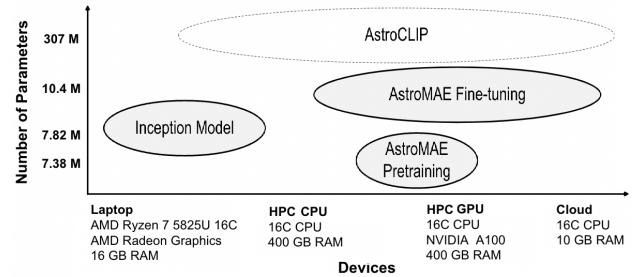 Number of Parameters
307 M
10.4 M
7.82 M
7.38 M
AstroCLIP
AstroMAE Fine-tuning
Inception Model
AstroMAE
Pretraining
Laptop
AMD Ryzen 7 5825U 16C
AMD Radeon Graphics
16 GB RAM
HPC CPU
16C CPU
400 GB RAM
HPC GPU
16C CPU
NVIDIA A100
400 GB RAM
Cloud
16C CPU
10 GB RAM
Devices